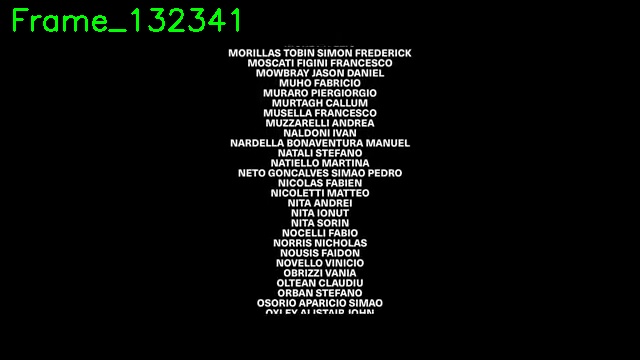 Frame_132341
MORILLAS TOBIN SIMON FREDERICK
MOSCATI FIGINI FRANCESCO
MOWBRAY JASON DANIEL
MUHO FABRICIO
MURARO PIERGIORGIO
MURTAGH CALLUM
MUSELLA FRANCESCO
MUZZARELLI ANDREA
NALDONI IVAN
NARDELLA BONAVENTURA MANUEL
NATALI STEFANO
NATIELLO MARTINA
NETO GONCALVES SIMAO PEDRO
NICOLAS FABIEN
NICOLETTI MATTEO
NITA ANDREI
NITA IONUT
NITA SORIN
NOCELLI FABIO
NORRIS NICHOLAS
NOUSIS FAIDON
NOVELLO VINICIO
OBRIZZI VANIA
OLTEAN CLAUDIU
ORBAN STEFANO
OSORIO APARICIO SIMAO
OXLEY ALISTAIR JOHN